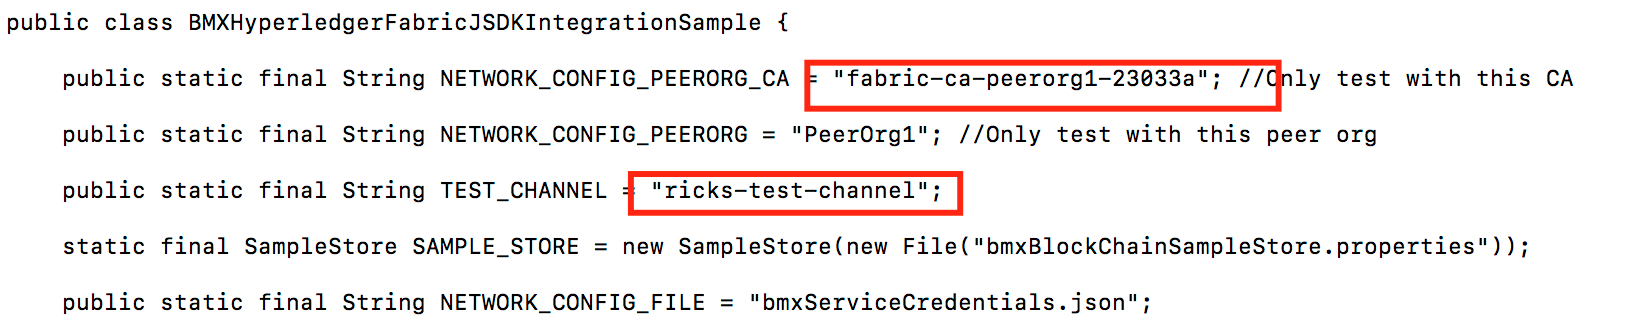 public class BMXHyperledgerFabricJSDKIntegrationSample {
public static final String NETWORK_CONFIG_PEERORG_CA = "fabric-ca-peerorg1-23033a"; //Only test with this CA
public static final String NETWORK_CONFIG_PEERORG = "PeerOrg1"; //Only test with this peer org
public static final String TEST_CHANNEL = "ricks-test-channel";
static final SampleStore SAMPLE_STORE = new SampleStore(new File("bmxBlockChainSampleStore.properties"));
public static final String NETWORK_CONFIG_FILE = "bmxServiceCredentials.json";